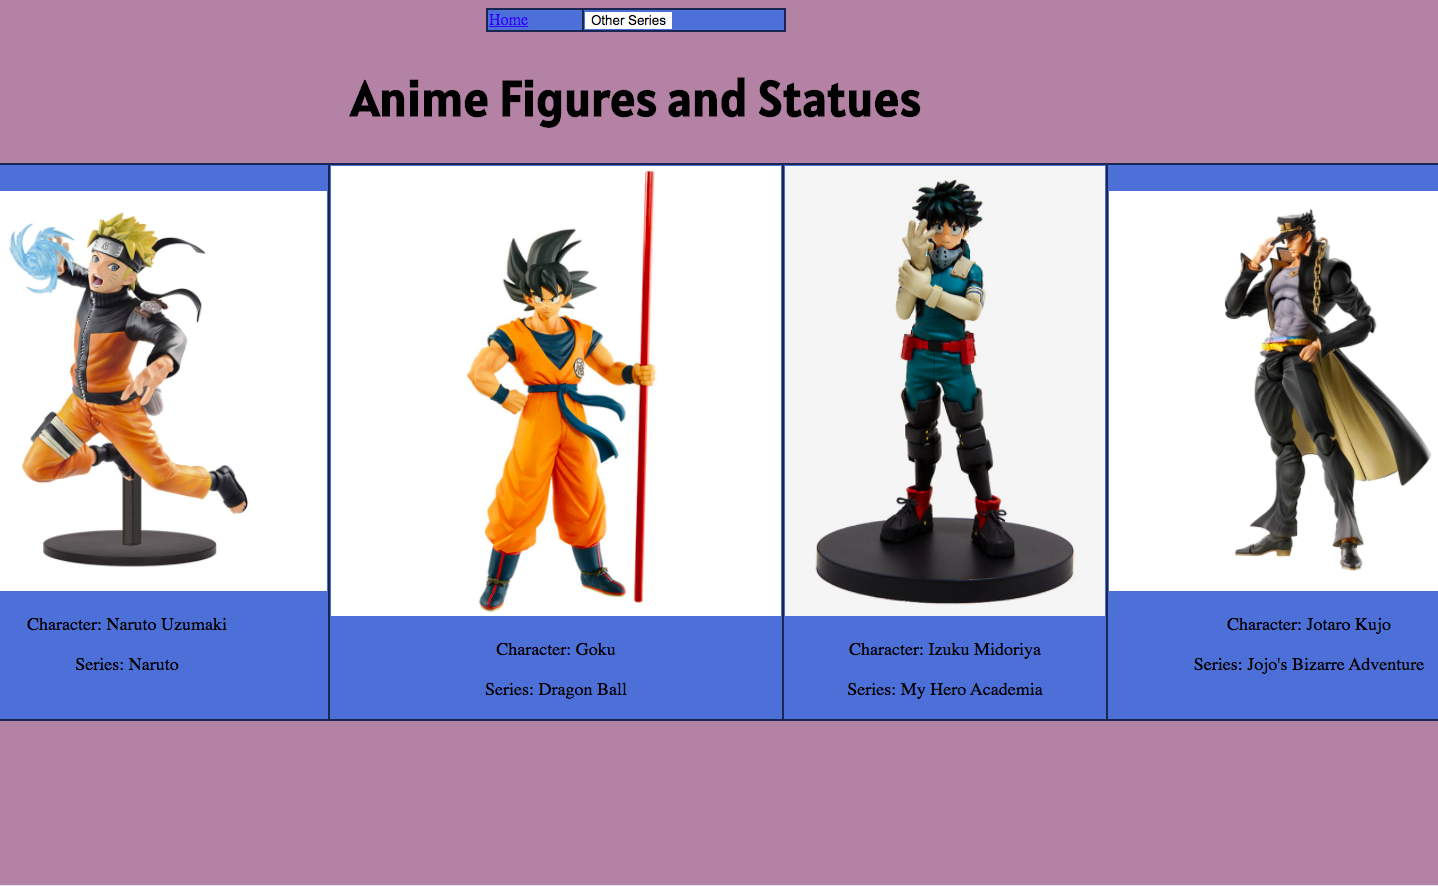 Home
Other Series
Anime Figures and Statues
Character: Naruto Uzumaki
Series: Naruto
Character: Goku
Series: Dragon Ball
Character: Izuku Midoriya
Series: My Hero Academia
Character: Jotaro Kujo
Series: Jojo's Bizarre Adventure